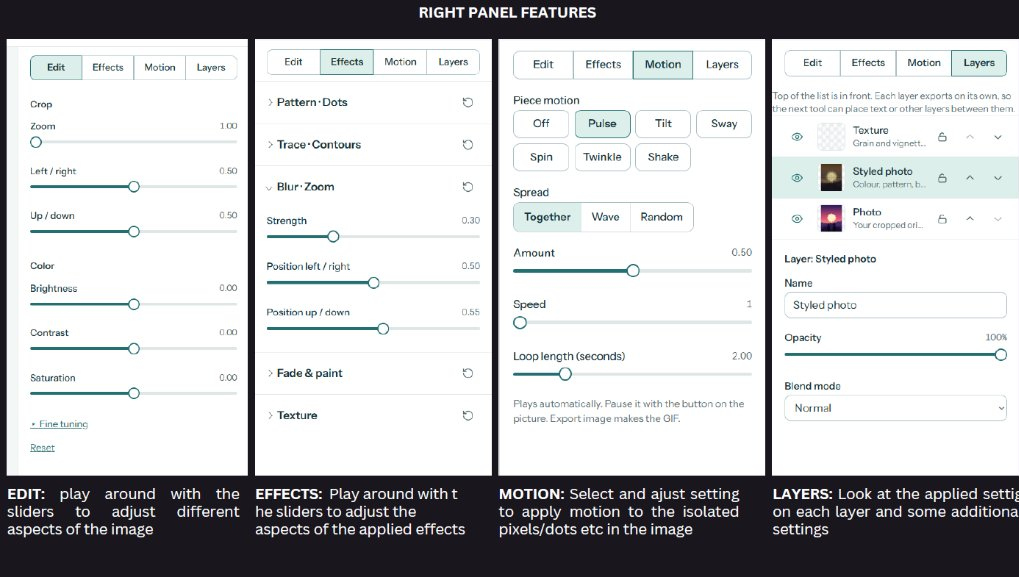 RIGHT PANEL FEATURES
Edit
Effects
Motion
Layers
Crop
Zoom 1.00
Left / right 0.50
Up / down 0.50
Color
Brightness 0.00
Contrast 0.00
Saturation 0.00
Fine tuning
Reset
EDIT: play around with the
sliders to adjust different
aspects of the image
Edit
Effects
Motion
Layers
Pattern · Dots
Trace · Contours
Blur · Zoom
Strength 0.30
Position left / right 0.50
Position up / down 0.55
Fade & paint
Texture
EFFECTS: Play around with t
he sliders to adjust the
aspects of the applied effects
Edit
Effects
Motion
Layers
Piece motion
Off
Pulse
Tilt
Sway
Spin
Twinkle
Shake
Spread
Together
Wave
Random
Amount 0.50
Speed 1
Loop length (seconds) 2.00
Plays automatically. Pause it with the button on the
picture. Export image makes the GIF.
MOTION: Select and ajust setting
to apply motion to the isolated
pixels/dots etc in the image
Edit
Effects
Motion
Layers
Top of the list is in front. Each layer exports on its own, so
the next tool can place text or other layers between them.
Texture
Grain and vignett...
Styled photo
Colour, pattern, b...
Photo
Your cropped ori...
Layer: Styled photo
Name
Styled photo
Opacity 100%
Blend mode
Normal
LAYERS: Look at the applied settig
on each layer and some additiona
settings